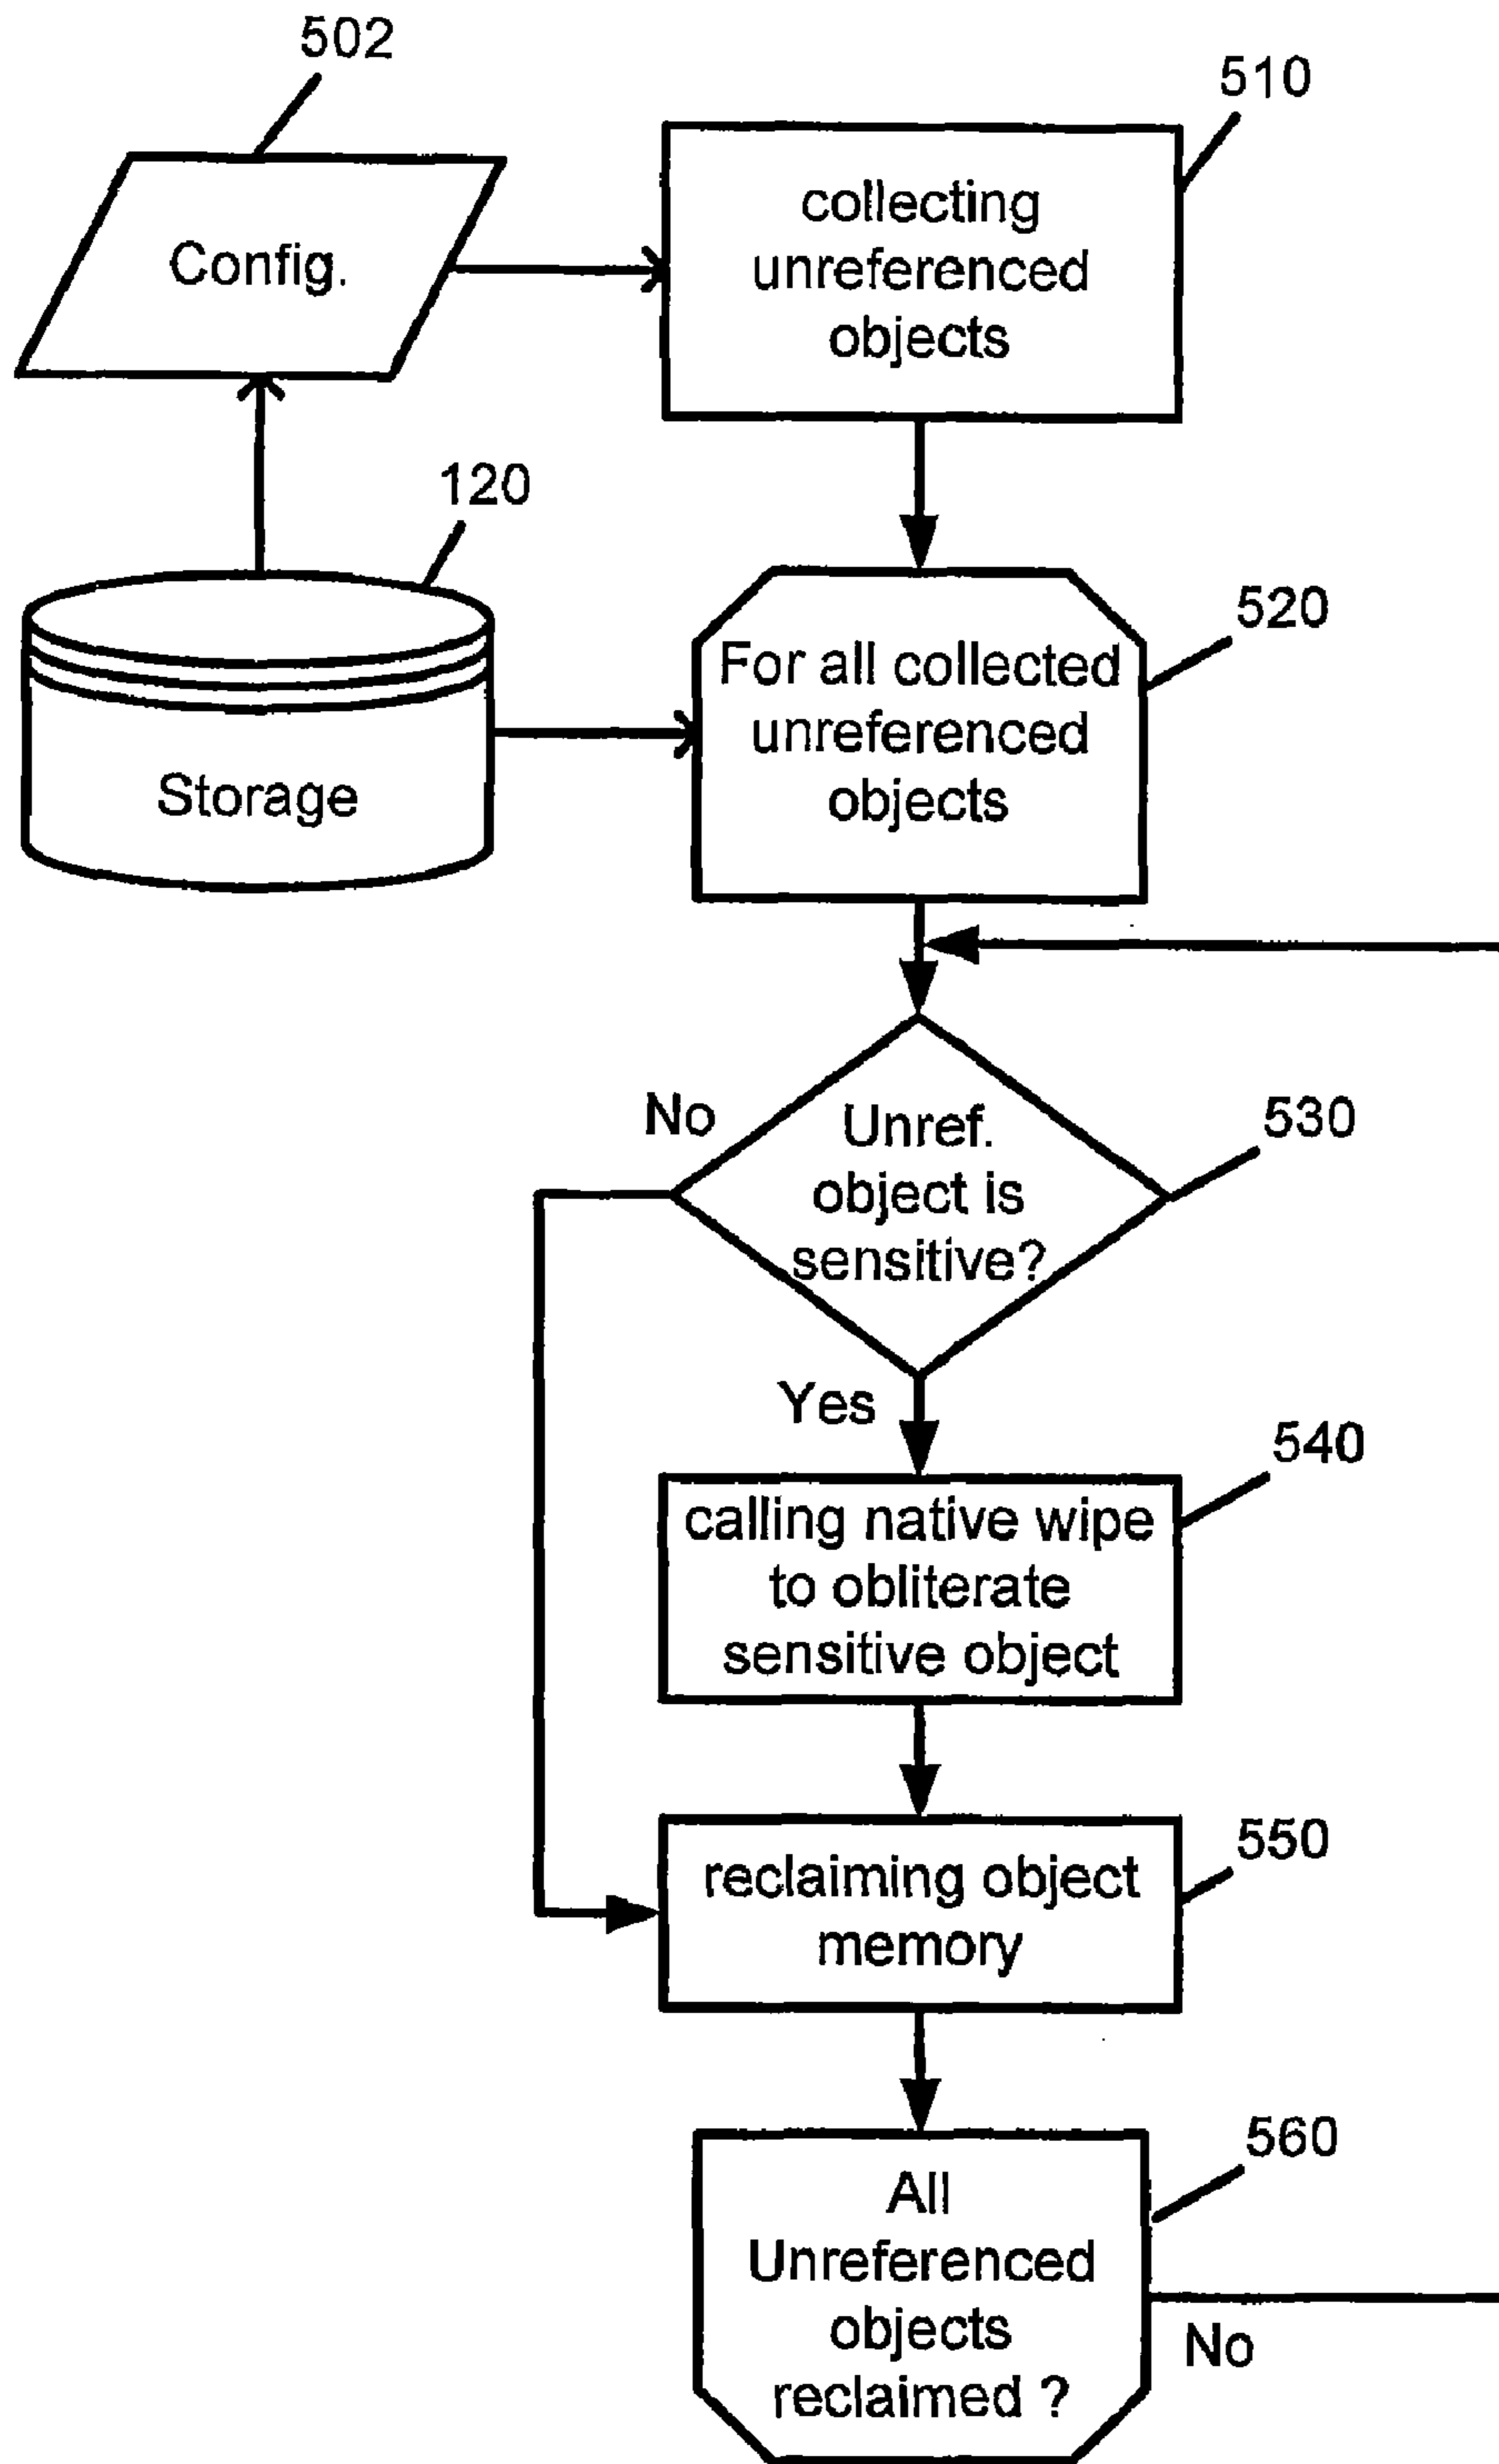 502
510
Config.
collecting
unreferenced
objects
120
520
For all collected
unreferenced
objects
Storage
No
Unref.
object is
sensitive?
530
Yes
540
calling native wipe
to obliterate
sensitive object
550
reclaiming object
memory
560
All
Unreferenced
objects
reclaimed ?
No